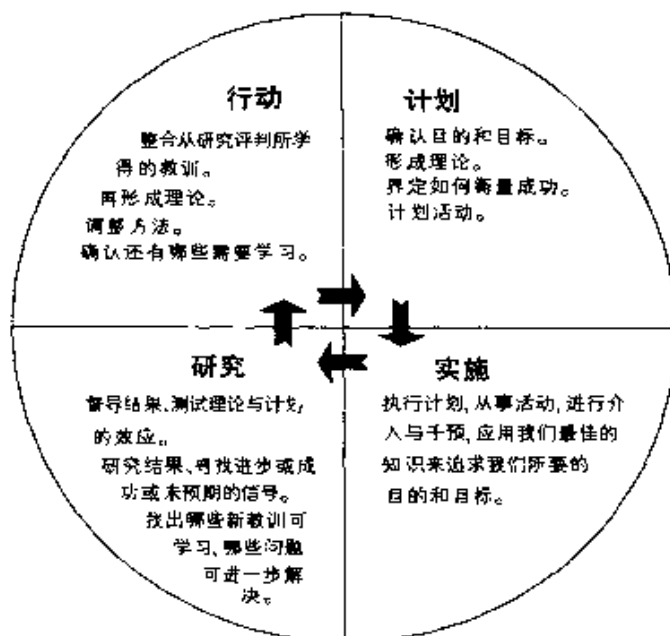 行动
整合从研究评判所学
得的教训。
再形成理论。
调整方法。
确认还有哪些需要学习。
计划
确认目的和目标。
形成理论。
界定如何衡量成功。
计划活动。
研究
督导结果、测试理论与计划
的效应。
研究结果、寻找进步或成
功或未预期的信号。
找出哪些新教训可
学习、哪些问题
可进一步解
决。
实施
执行计划, 从事活动, 进行介
入与干预, 应用我们最佳的
知识来追求我们所要的
目的和目标。